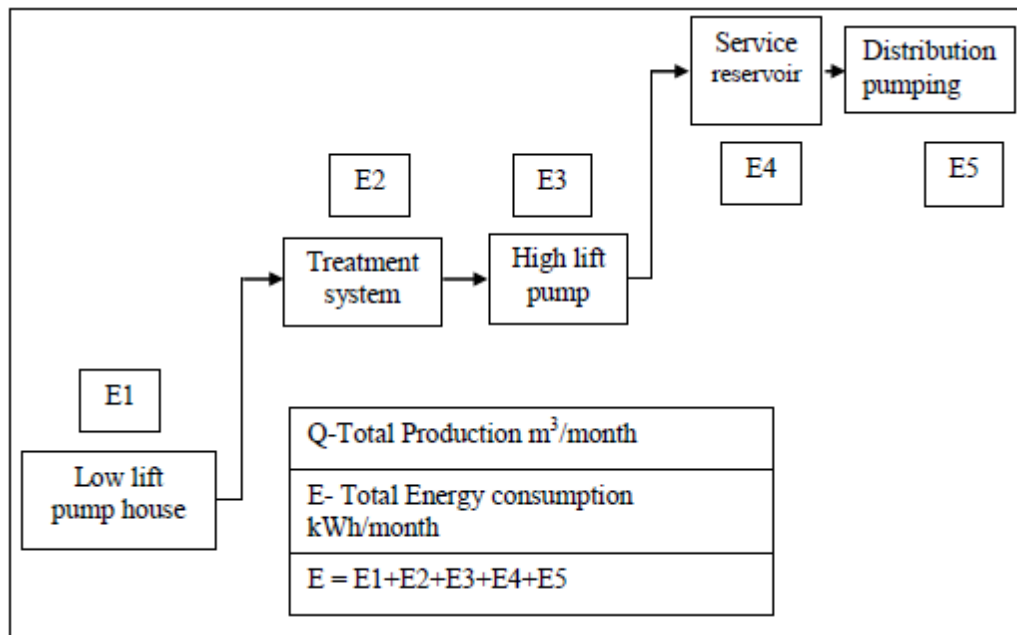 Service
reservoir
Distribution
pumping
E2
E3
E4
E5
Treatment
system
High lift
pump
E1
Low lift
pump house
Q-Total Production m³/month
E- Total Energy consumption
kWh/month
E = E1+E2+E3+E4+E5